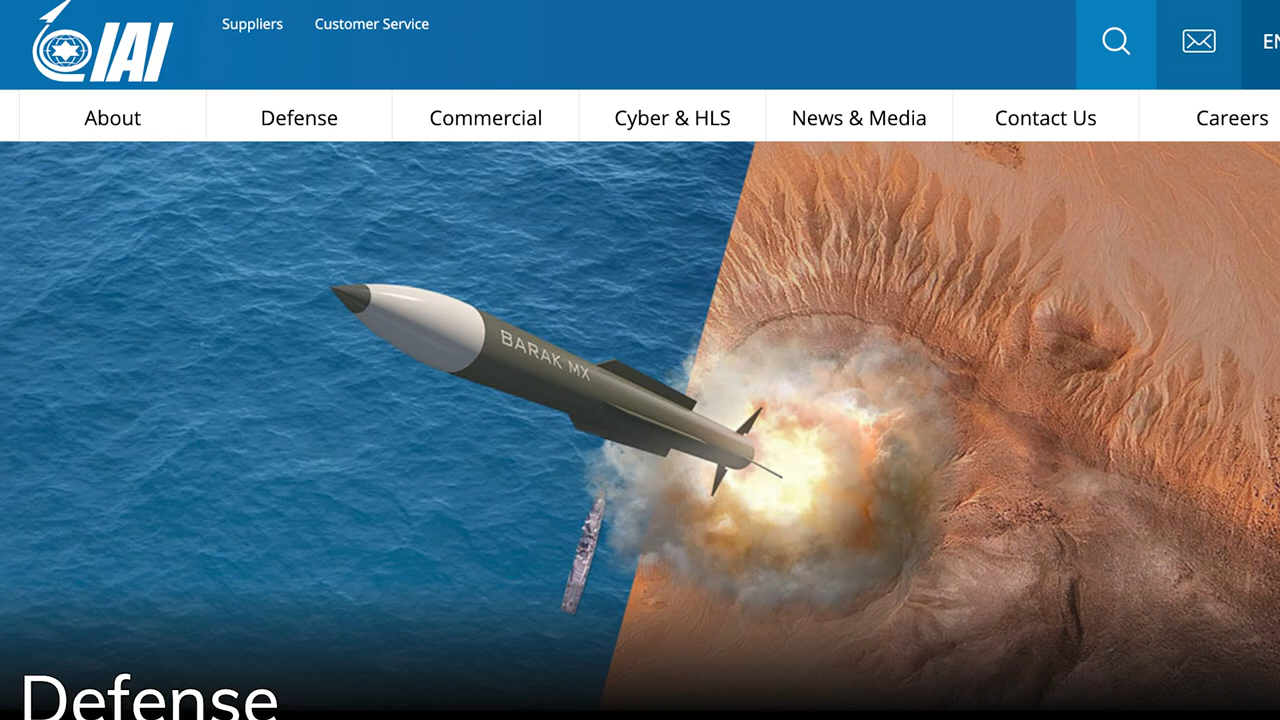 IAI
Suppliers
Customer Service
EN
About
Defense
Commercial
Cyber & HLS
News & Media
Contact Us
Careers
BARAK MX
Defense